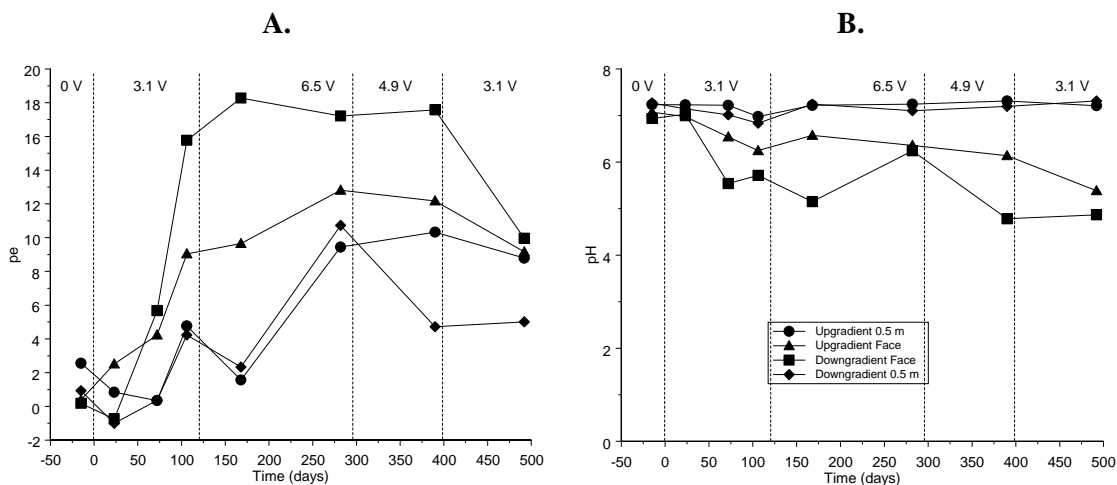 A.
B.
0 V 3.1 V 6.5 V 4.9 V 3.1 V
20
18
16
14
12
10
8
6
4
2
0
-2
pe
-50 0 50 100 150 200 250 300 350 400 450 500
Time (days)
0 V 3.1 V 6.5 V 4.9 V 3.1 V
8
6
4
2
0
pH
Upgradient 0.5 m
Upgradient Face
Downgradient Face
Downgradient 0.5 m
-50 0 50 100 150 200 250 300 350 400 450 500
Time (days)